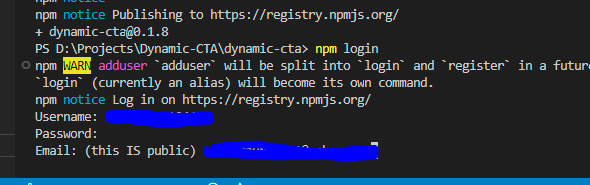 npm notice Publishing to https://registry.npmjs.org/
+ dynamic-cta@0.1.8
PS D:\Projects\Dynamic-CTA\dynamic-cta> npm login
npm WARN adduser `adduser` will be split into `login` and `register` in a futur
`login` (currently an alias) will become its own command.
npm notice Log in on https://registry.npmjs.org/
Username:
Password:
Email: (this IS public)